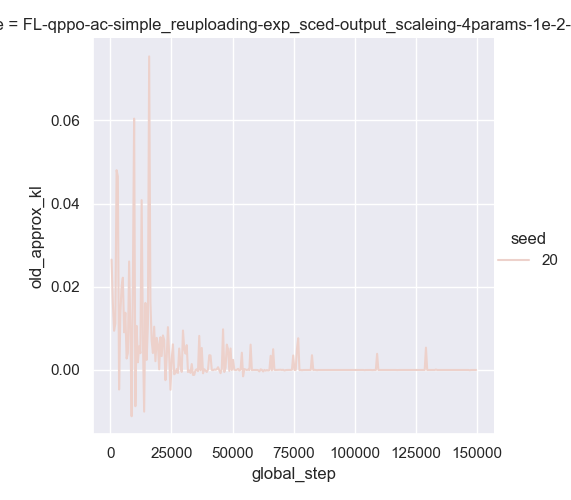 e = FL-qppo-ac-simple_reuploading-exp_sced-output_scaleing-4params-1e-2-
0.06
0.04
0.02
0.00
old_approx_kl
0 25000 50000 75000 100000 125000 150000
global_step
seed
20